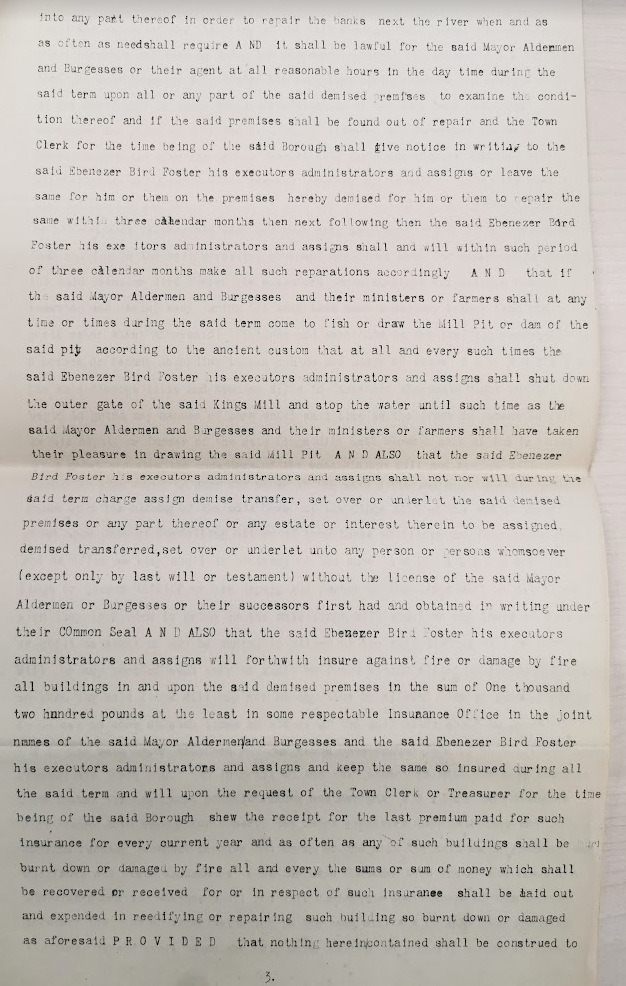 into any part thereof in order to repair the banks next the river when and as
as often as needshall require A ND it shall be lawful for the said Mayor Aldermen
and Burgesses or their agent at all reasonable hours in the day time during the
said term upon all or any part of the said demised premises to examine the condi-
tion thereof and if the said premises shall be found out of repair and the Town
Clerk for the time being of the said Borough shall give notice in writing to the
said Ebenezer Bird Foster his executors administrators and assigns or leave the
same for him or them on the premises hereby demised for him or them to repair the
same within three calendar months then next following then the said Ebenezer Bird
Foster his exe itors administrators and assigns shall and will within such period
of three calendar months make all such reparations accordingly A N D that if
the said Mayor Aldermen and Burgesses and their ministers or farmers shall at any
time or times during the said term come to fish or draw the Mill Pit or dam of the
said pit according to the ancient custom that at all and every such times the
said Ebenezer Bird Foster his executors administrators and assigns shall shut down
the outer gate of the said Kings Mill and stop the water until such time as the
said Mayor Aldermen and Burgesses and their ministers or farmers shall have taken
their pleasure in drawing the said Mill Pit A N D ALSO that the said Ebenezer
Bird Foster his executors administrators and assigns shall not nor will during the
said term charge assign demise transfer, set over or underlet the said demised
premises or any part thereof or any estate or interest therein to be assigned,
demised transferred,set over or underlet unto any person or persons whomsoever
(except only by last will or testament) without the license of the said Mayor
Aldermen or Burgesses or their successors first had and obtained in writing under
their COmmon Seal A N D ALSO that the said Ebenezer Bird Foster his executors
administrators and assigns will forthwith insure against fire or damage by fire
all buildings in and upon the said demised premises in the sum of One thousand
two hundred pounds at the least in some respectable Insurance Office in the joint
names of the said Mayor Aldermen/and Burgesses and the said Ebenezer Bird Foster
his executors administrators and assigns and keep the same so insured during all
the said term and will upon the request of the Town Clerk or Treasurer for the time
being of the said Borough shew the receipt for the last premium paid for such
insurance for every current year and as often as any of such buildings shall be
burnt down or damaged by fire all and every the sums or sum of money which shall
be recovered or received for or in respect of such insurance shall be laid out
and expended in reedifying or repairing such building so burnt down or damaged
as aforesaid P R O V I D E D that nothing herein contained shall be construed to
3.